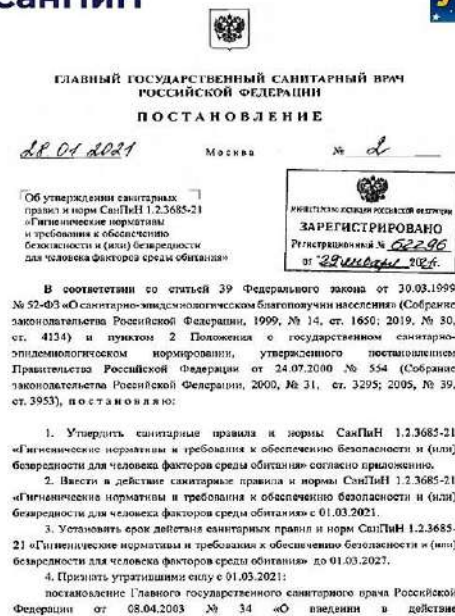 СанПиН
ГЛАВНЫЙ ГОСУДАРСТВЕННЫЙ САНИТАРНЫЙ ВРАЧ
РОССИЙСКОЙ ФЕДЕРАЦИИ
ПОСТАНОВЛЕНИЕ
28.01.2021 Москва № 2
Об утверждении санитарных
правил и норм СанПиН 1.2.3685-21
«Гигиенические нормативы
и требования к обеспечению
безопасности и (или) безвредности
для человека факторов среды обитания»
МИНИСТЕРСТВО ЮСТИЦИИ РОССИЙСКОЙ ФЕДЕРАЦИИ
ЗАРЕГИСТРИРОВАНО
Регистрационный № 62296
от "29 января 2021г.
В соответствии со статьей 39 Федерального закона от 30.03.1999
№ 52-ФЗ «О санитарно-эпидемиологическом благополучии населения» (Собрание
законодательства Российской Федерации, 1999, № 14, ст. 1650; 2019, № 30,
ст. 4134) и пунктом 2 Положения о государственном санитарно-
эпидемиологическом нормировании, утвержденного постановлением
Правительства Российской Федерации от 24.07.2000 № 554 (Собрание
законодательства Российской Федерации, 2000, № 31, ст. 3295; 2005, № 39,
ст. 3953), постановляю:
1. Утвердить санитарные правила и нормы СанПиН 1.2.3685-21
«Гигиенические нормативы и требования к обеспечению безопасности и (или)
безвредности для человека факторов среды обитания» согласно приложению.
2. Ввести в действие санитарные правила и нормы СанПиН 1.2.3685-21
«Гигиенические нормативы и требования к обеспечению безопасности и (или)
безвредности для человека факторов среды обитания» с 01.03.2021.
3. Установить срок действия санитарных правил и норм СанПиН 1.2.3685-
21 «Гигиенические нормативы и требования к обеспечению безопасности и (или)
безвредности для человека факторов среды обитания» до 01.03.2027.
4. Признать утратившими силу с 01.03.2021:
постановление Главного государственного санитарного врача Российской
Федерации от 08.04.2003 № 34 «О введении в действие